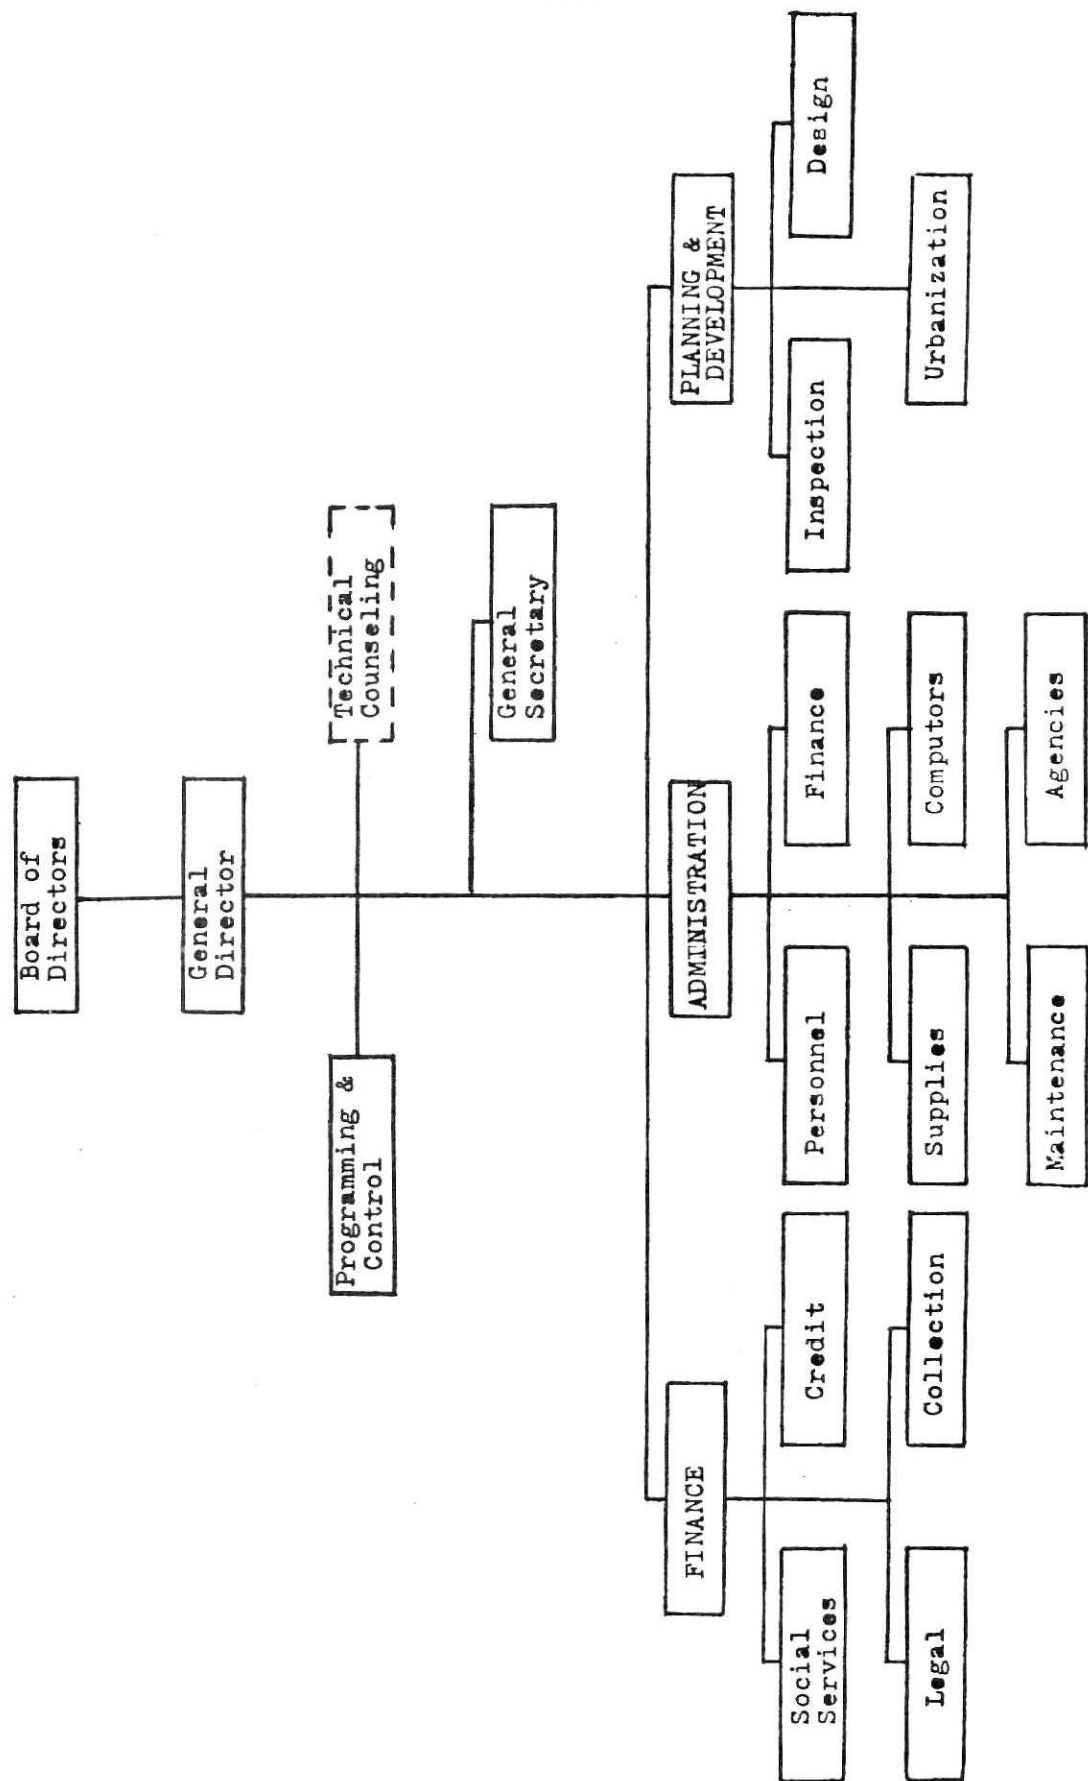 Board of
Directors
General
Director
Programming &
Control
Technical
Counseling
General
Secretary
FINANCE
ADMINISTRATION
PLANNING &
DEVELOPMENT
Social
Services
Credit
Legal
Collection
Personnel
Finance
Supplies
Computors
Maintenance
Agencies
Inspection
Design
Urbanization